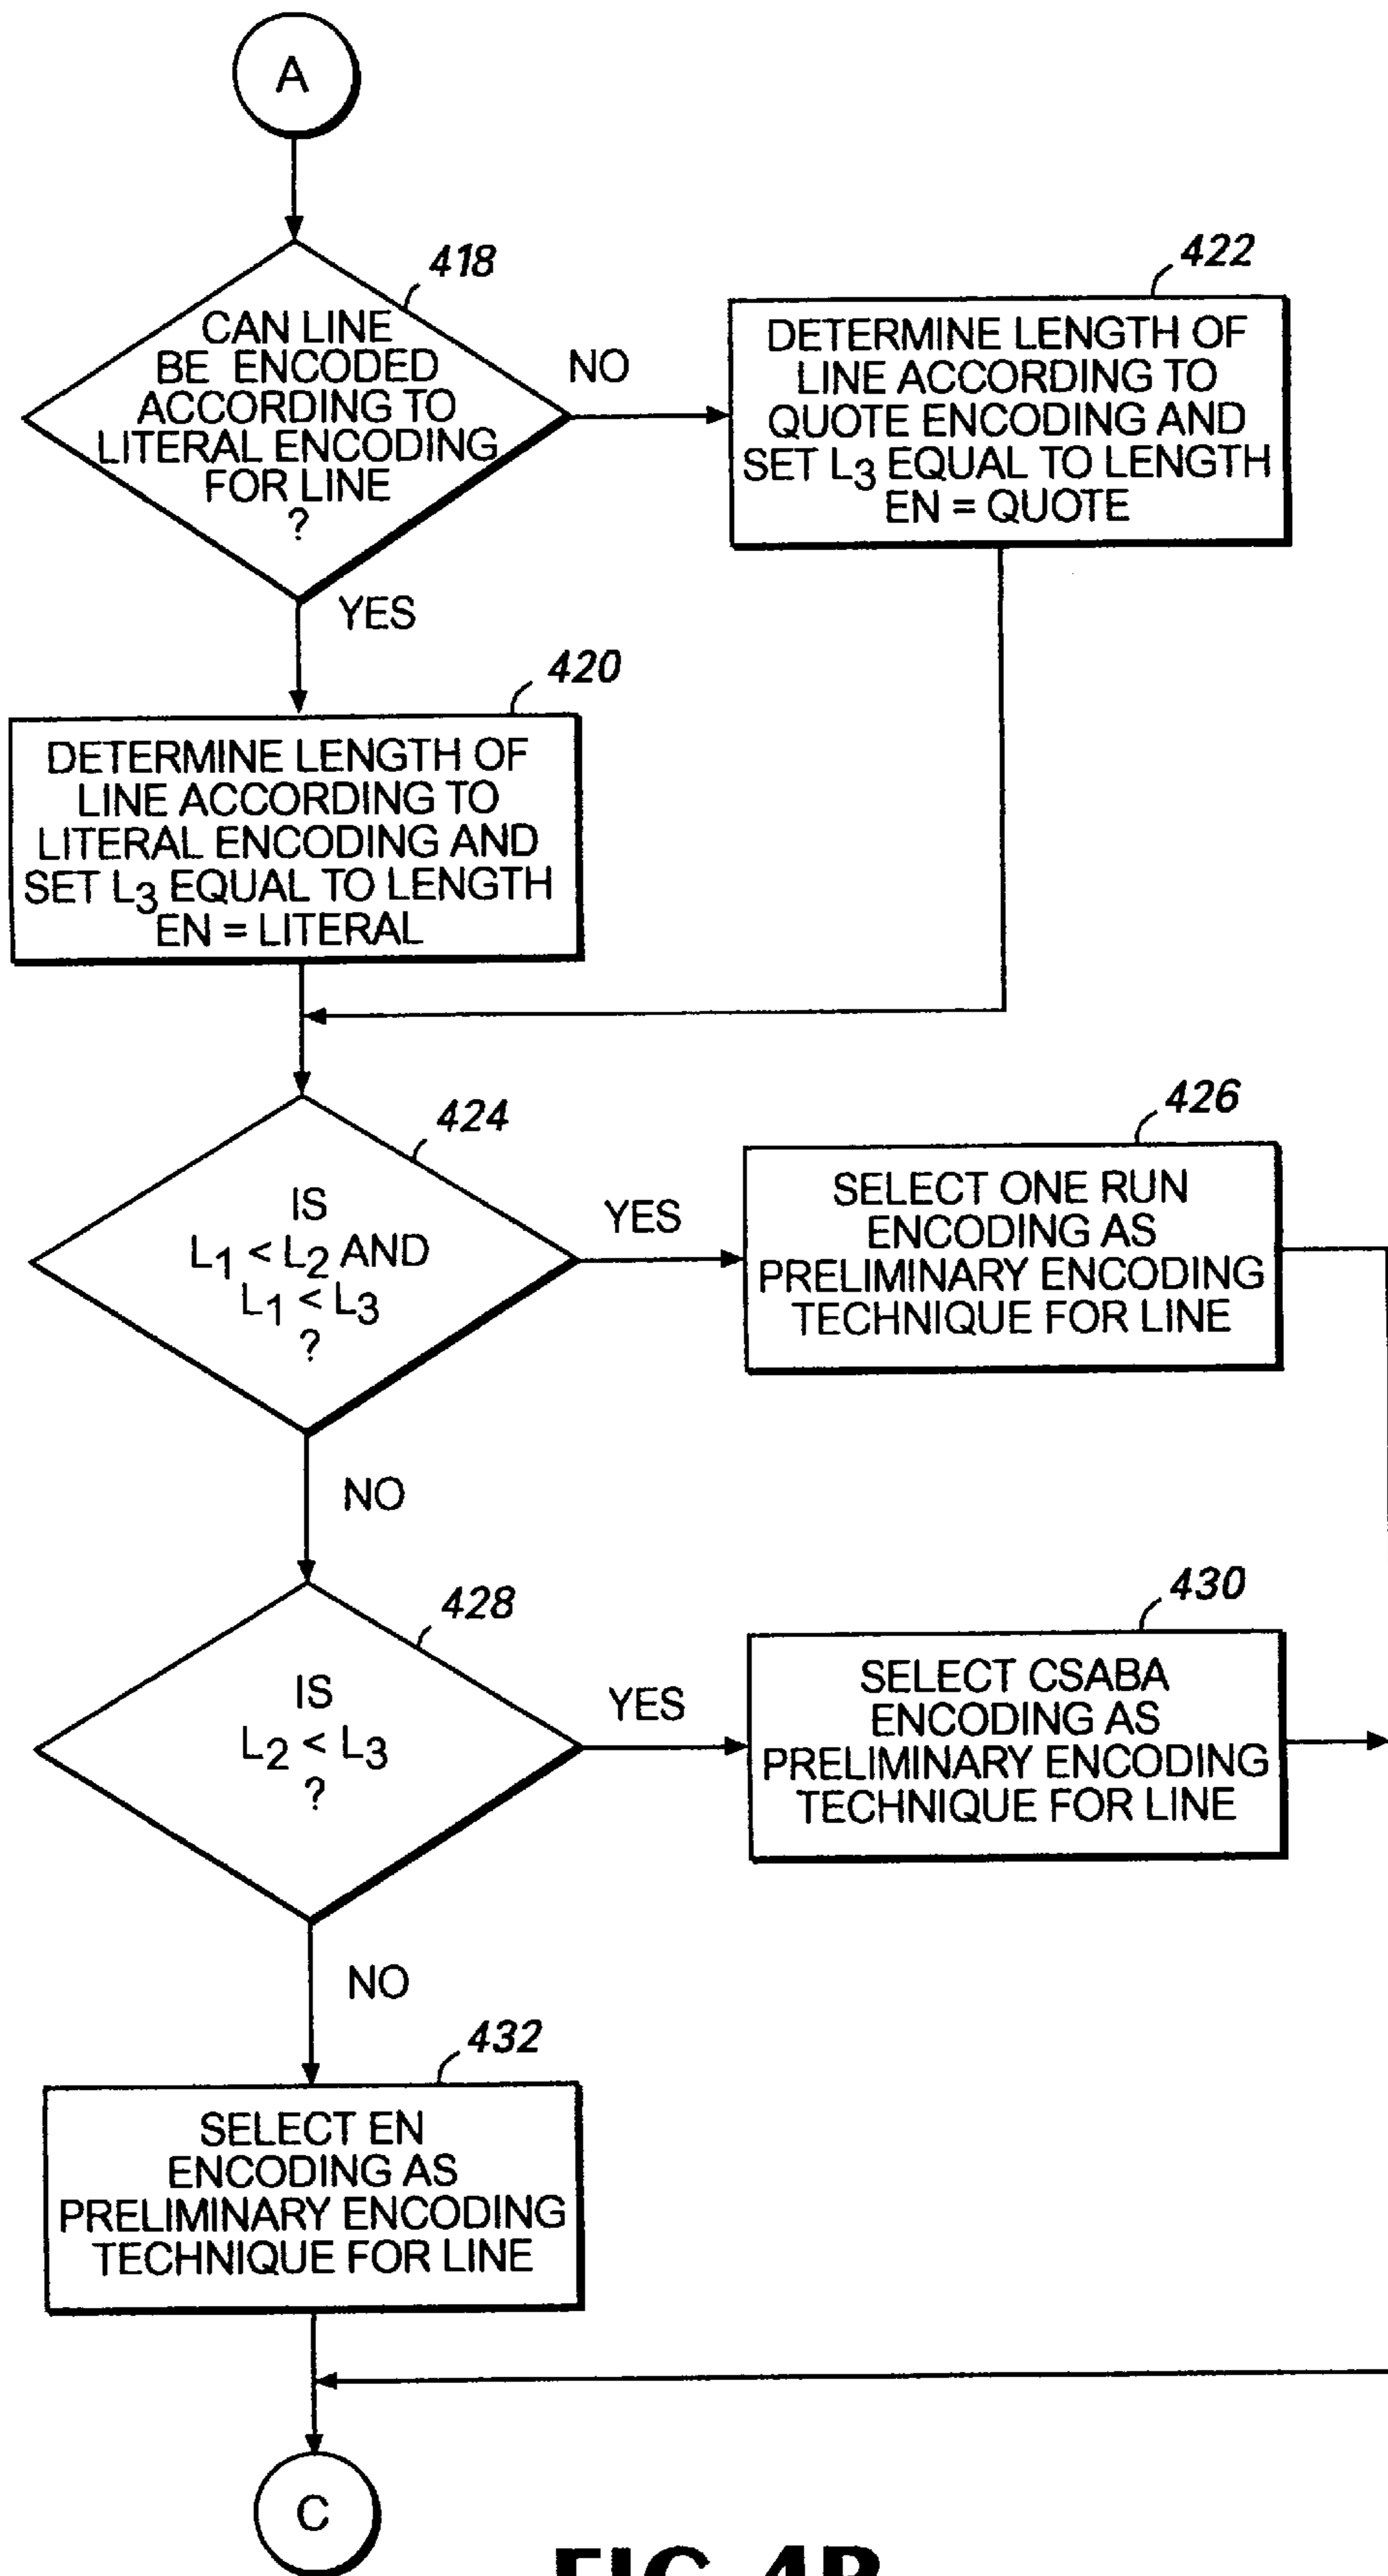 A
418
CAN LINE
BE ENCODED
ACCORDING TO
LITERAL ENCODING
FOR LINE
?
NO
YES
422
DETERMINE LENGTH OF
LINE ACCORDING TO
QUOTE ENCODING AND
SET L3 EQUAL TO LENGTH
EN = QUOTE
420
DETERMINE LENGTH OF
LINE ACCORDING TO
LITERAL ENCODING AND
SET L3 EQUAL TO LENGTH
EN = LITERAL
424
IS
L1 < L2 AND
L1 < L3
?
YES
NO
426
SELECT ONE RUN
ENCODING AS
PRELIMINARY ENCODING
TECHNIQUE FOR LINE
428
IS
L2 < L3
?
YES
NO
430
SELECT CSABA
ENCODING AS
PRELIMINARY ENCODING
TECHNIQUE FOR LINE
432
SELECT EN
ENCODING AS
PRELIMINARY ENCODING
TECHNIQUE FOR LINE
C
FIG. 4B